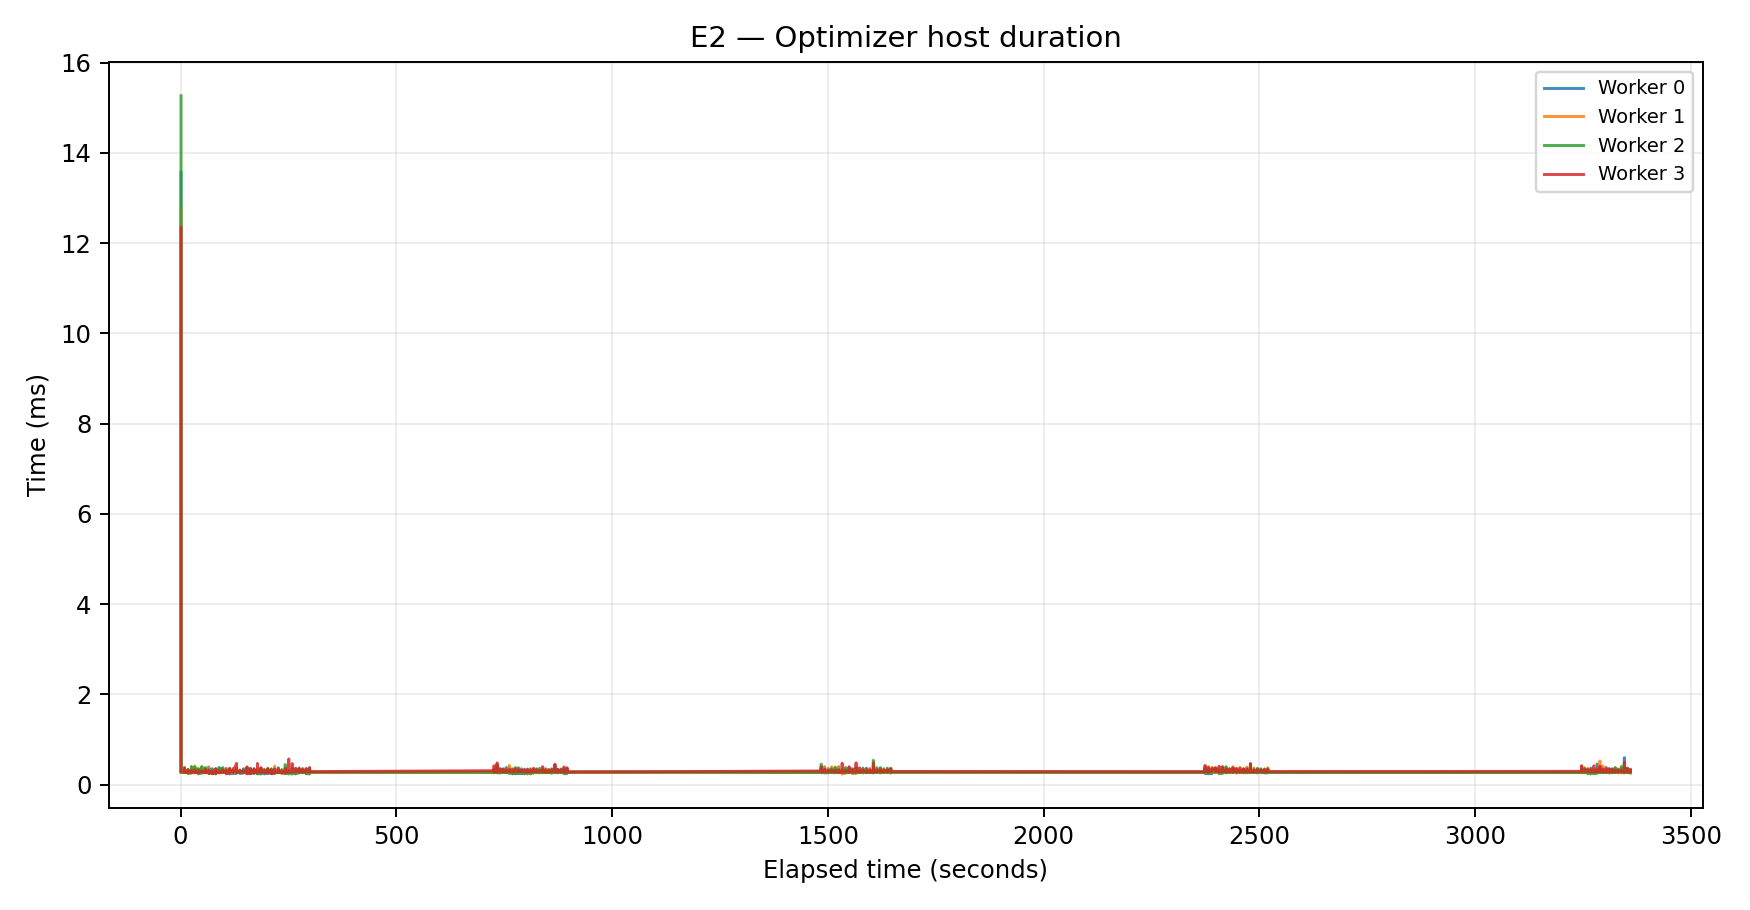 E2 — Optimizer host duration
16
14
12
10
8
6
4
2
0
Time (ms)
Worker 0
Worker 1
Worker 2
Worker 3
0 500 1000 1500 2000 2500 3000 3500
Elapsed time (seconds)